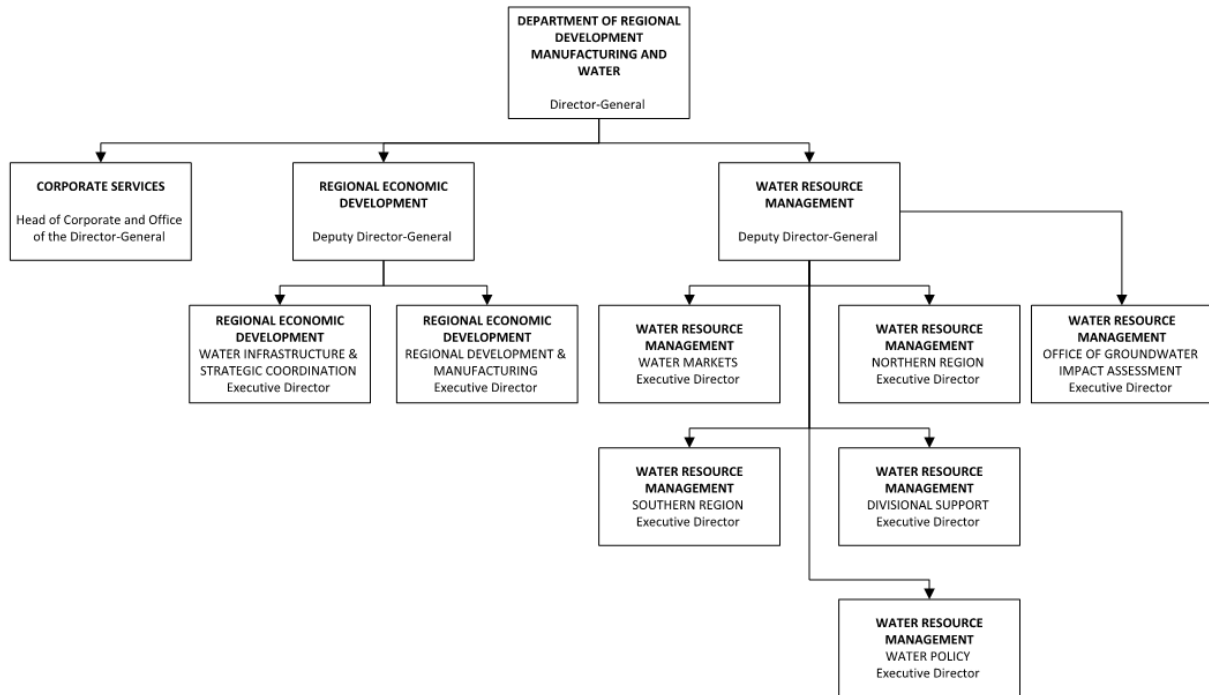 DEPARTMENT OF REGIONAL
DEVELOPMENT
MANUFACTURING AND
WATER
Director-General
CORPORATE SERVICES
Head of Corporate and Office
of the Director-General
REGIONAL ECONOMIC
DEVELOPMENT
Deputy Director-General
WATER RESOURCE
MANAGEMENT
Deputy Director-General
REGIONAL ECONOMIC
DEVELOPMENT
WATER INFRASTRUCTURE &
STRATEGIC COORDINATION
Executive Director
REGIONAL ECONOMIC
DEVELOPMENT
REGIONAL DEVELOPMENT &
MANUFACTURING
Executive Director
WATER RESOURCE
MANAGEMENT
WATER MARKETS
Executive Director
WATER RESOURCE
MANAGEMENT
NORTHERN REGION
Executive Director
WATER RESOURCE
MANAGEMENT
OFFICE OF GROUNDWATER
IMPACT ASSESSMENT
Executive Director
WATER RESOURCE
MANAGEMENT
SOUTHERN REGION
Executive Director
WATER RESOURCE
MANAGEMENT
DIVISIONAL SUPPORT
Executive Director
WATER RESOURCE
MANAGEMENT
WATER POLICY
Executive Director